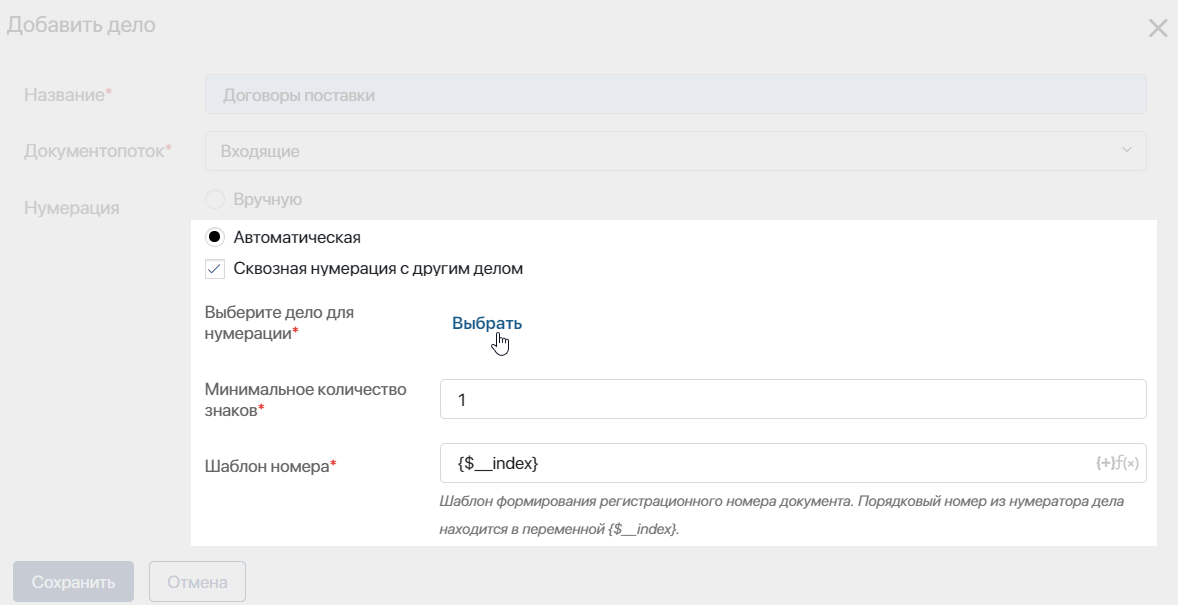 Добавить дело
Название*
Договоры поставки
Документопоток*
Входящие
Нумерация
Вручную
Автоматическая
Сквозная нумерация с другим делом
Выберите дело для
нумерации*
Выбрать
Минимальное количество
знаков*
1
Шаблон номера*
{$__index}
{+}f(×)
Шаблон формирования регистрационного номера документа. Порядковый номер из нумератора дела
находится в переменной {$__index}.
Сохранить
Отмена